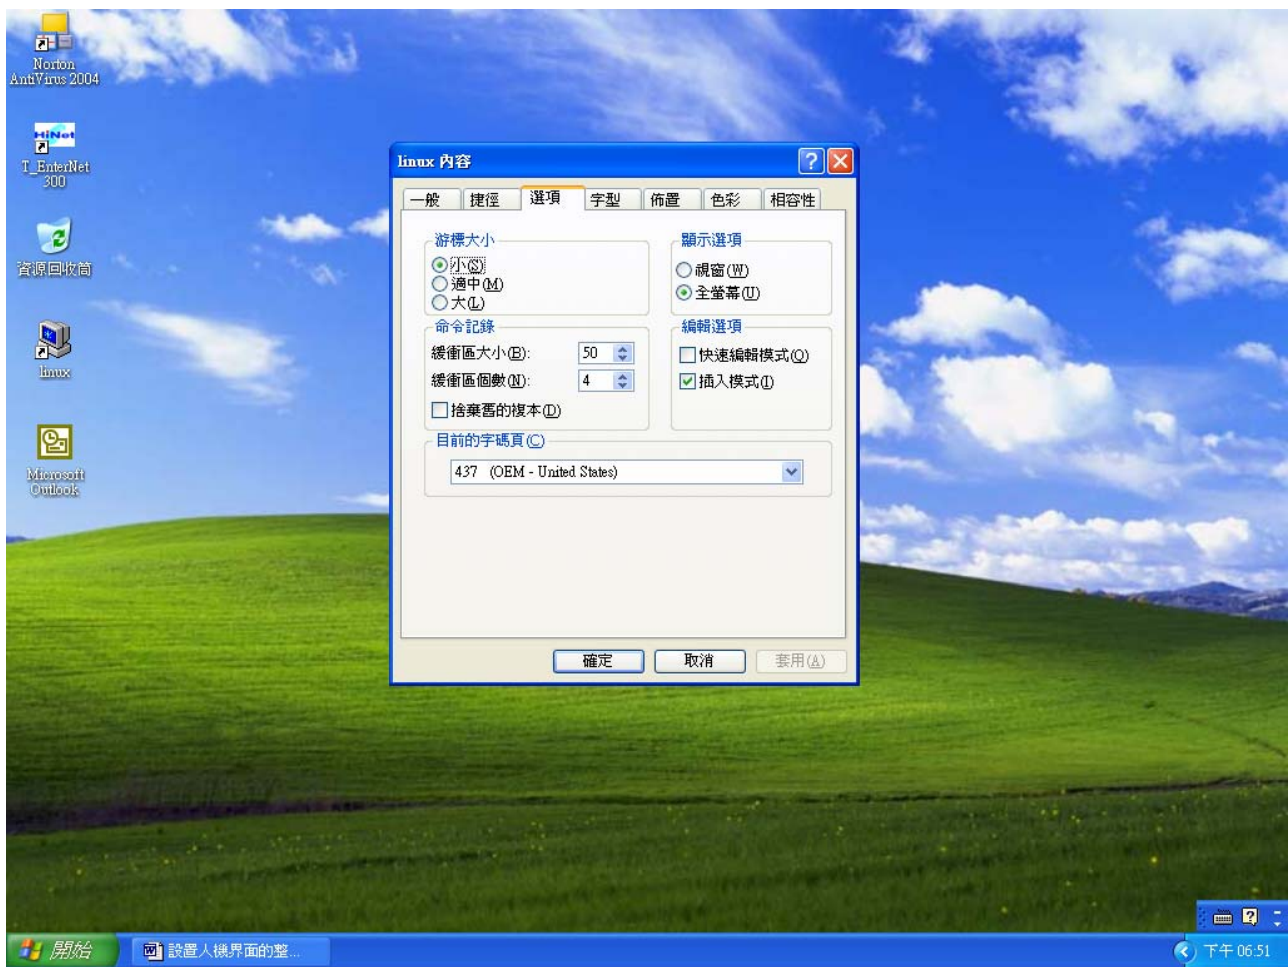 Norton
AntiVirus 2004
HiNet
T_EnterNet
300
資源回收筒
linux
Microsoft
Outlook
linux 內容
一般 捷徑 選項 字型 佈置 色彩 相容性
游標大小
小(S)
適中(M)
大(L)
顯示選項
視窗(W)
全螢幕(U)
命令記錄
緩衝區大小(B): 50
緩衝區個數(N): 4
捨棄舊的複本(D)
編輯選項
快速編輯模式(Q)
插入模式(I)
目前的字碼頁(C)
437 (OEM - United States)
確定 取消 套用(A)
開始 設置人機界面的整... 下午 06:51